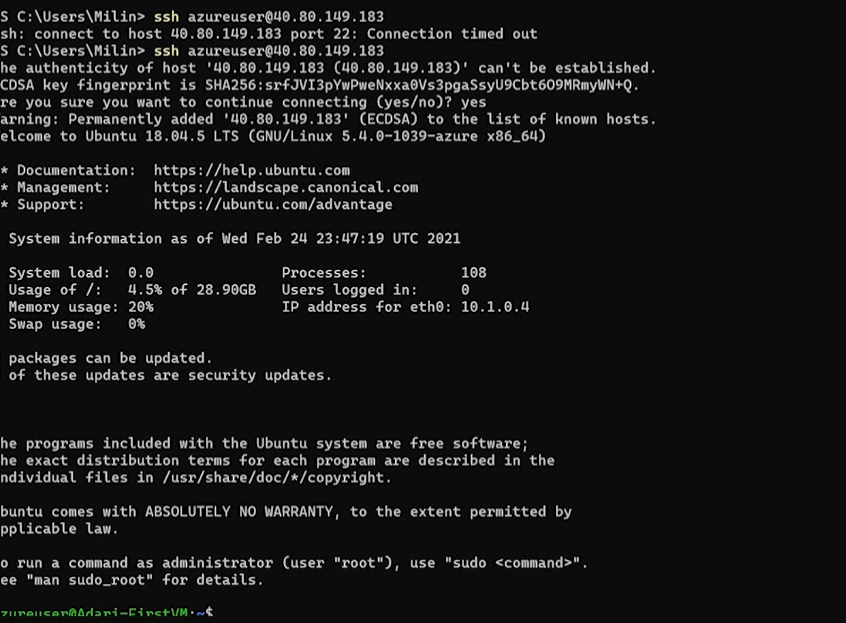 S C:\Users\Milin> ssh azureuser@40.80.149.183
sh: connect to host 40.80.149.183 port 22: Connection timed out
S C:\Users\Milin> ssh azureuser@40.80.149.183
he authenticity of host '40.80.149.183 (40.80.149.183)' can't be established.
CDSA key fingerprint is SHA256:srfJVI3pYwPweNxxa0Vs3pgaSsyU9Cbt6O9MRmyWN+Q.
re you sure you want to continue connecting (yes/no)? yes
arning: Permanently added '40.80.149.183' (ECDSA) to the list of known hosts.
elcome to Ubuntu 18.04.5 LTS (GNU/Linux 5.4.0-1039-azure x86_64)
* Documentation:  https://help.ubuntu.com
* Management:     https://landscape.canonical.com
* Support:        https://ubuntu.com/advantage
System information as of Wed Feb 24 23:47:19 UTC 2021
System load:  0.0               Processes:           108
Usage of /:   4.5% of 28.90GB   Users logged in:     0
Memory usage: 20%               IP address for eth0: 10.1.0.4
Swap usage:   0%
packages can be updated.
of these updates are security updates.
he programs included with the Ubuntu system are free software;
he exact distribution terms for each program are described in the
ndividual files in /usr/share/doc/*/copyright.
buntu comes with ABSOLUTELY NO WARRANTY, to the extent permitted by
pplicable law.
o run a command as administrator (user "root"), use "sudo <command>".
ee "man sudo_root" for details.
zureuser@Adari-FirstVM:~$